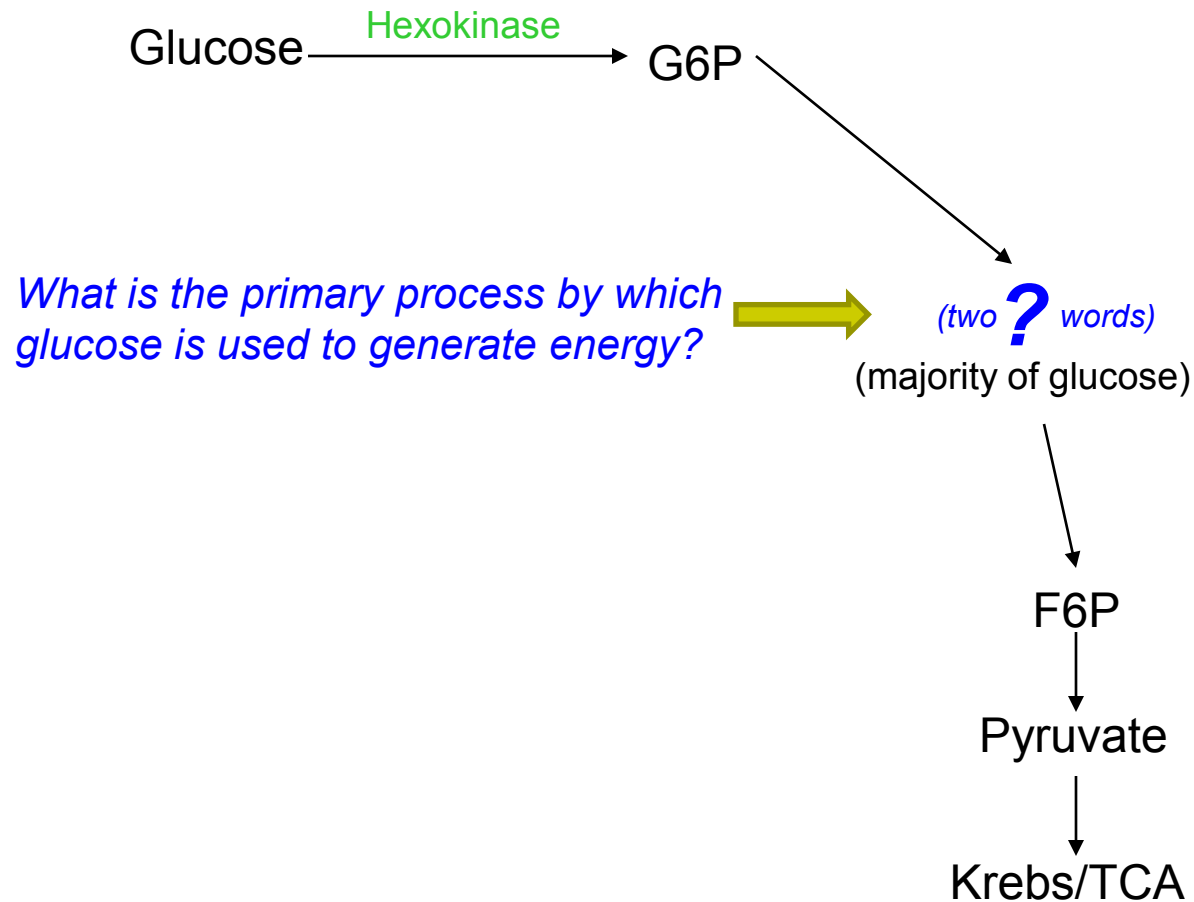 Hexokinase
Glucose
G6P
What is the primary process by which
glucose is used to generate energy?
(two ? words)
(majority of glucose)
F6P
Pyruvate
Krebs/TCA